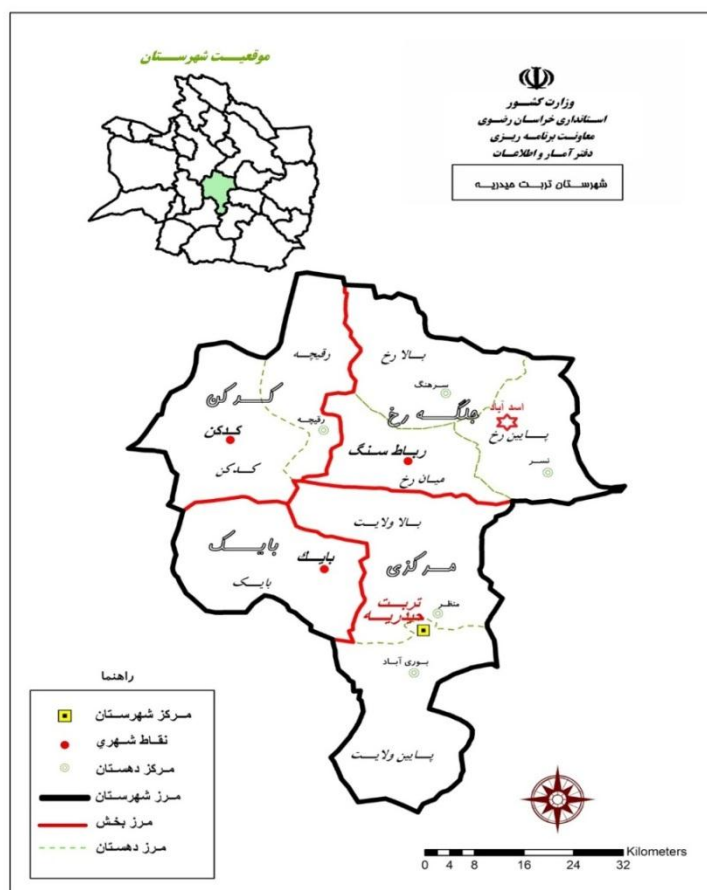 موقعیت شهرستان
وزارت کشور
استانداری خراسان رضوی
معاونت برنامه ریزی
دفتر آمار و اطلاعات
شهرستان تربت حیدریه
رقیچه
بالا رخ
سرهنگ
کدکن
جلگه رخ
اسد آباد
رقیچه
کدکن
پایین رخ
رباط سنگ
نسر
کدکن
میان رخ
بالا ولایت
بایک
بایك
مرکزی
بایک
تربت حیدریه
منظر
بوری آباد
پایین ولایت
راهنما
مرکز شهرستان
نقاط شهري
مرکز دهستان
مرز شهرستان
مرز بخش
مرز دهستان
Kilometers
0 4 8 16 24 32